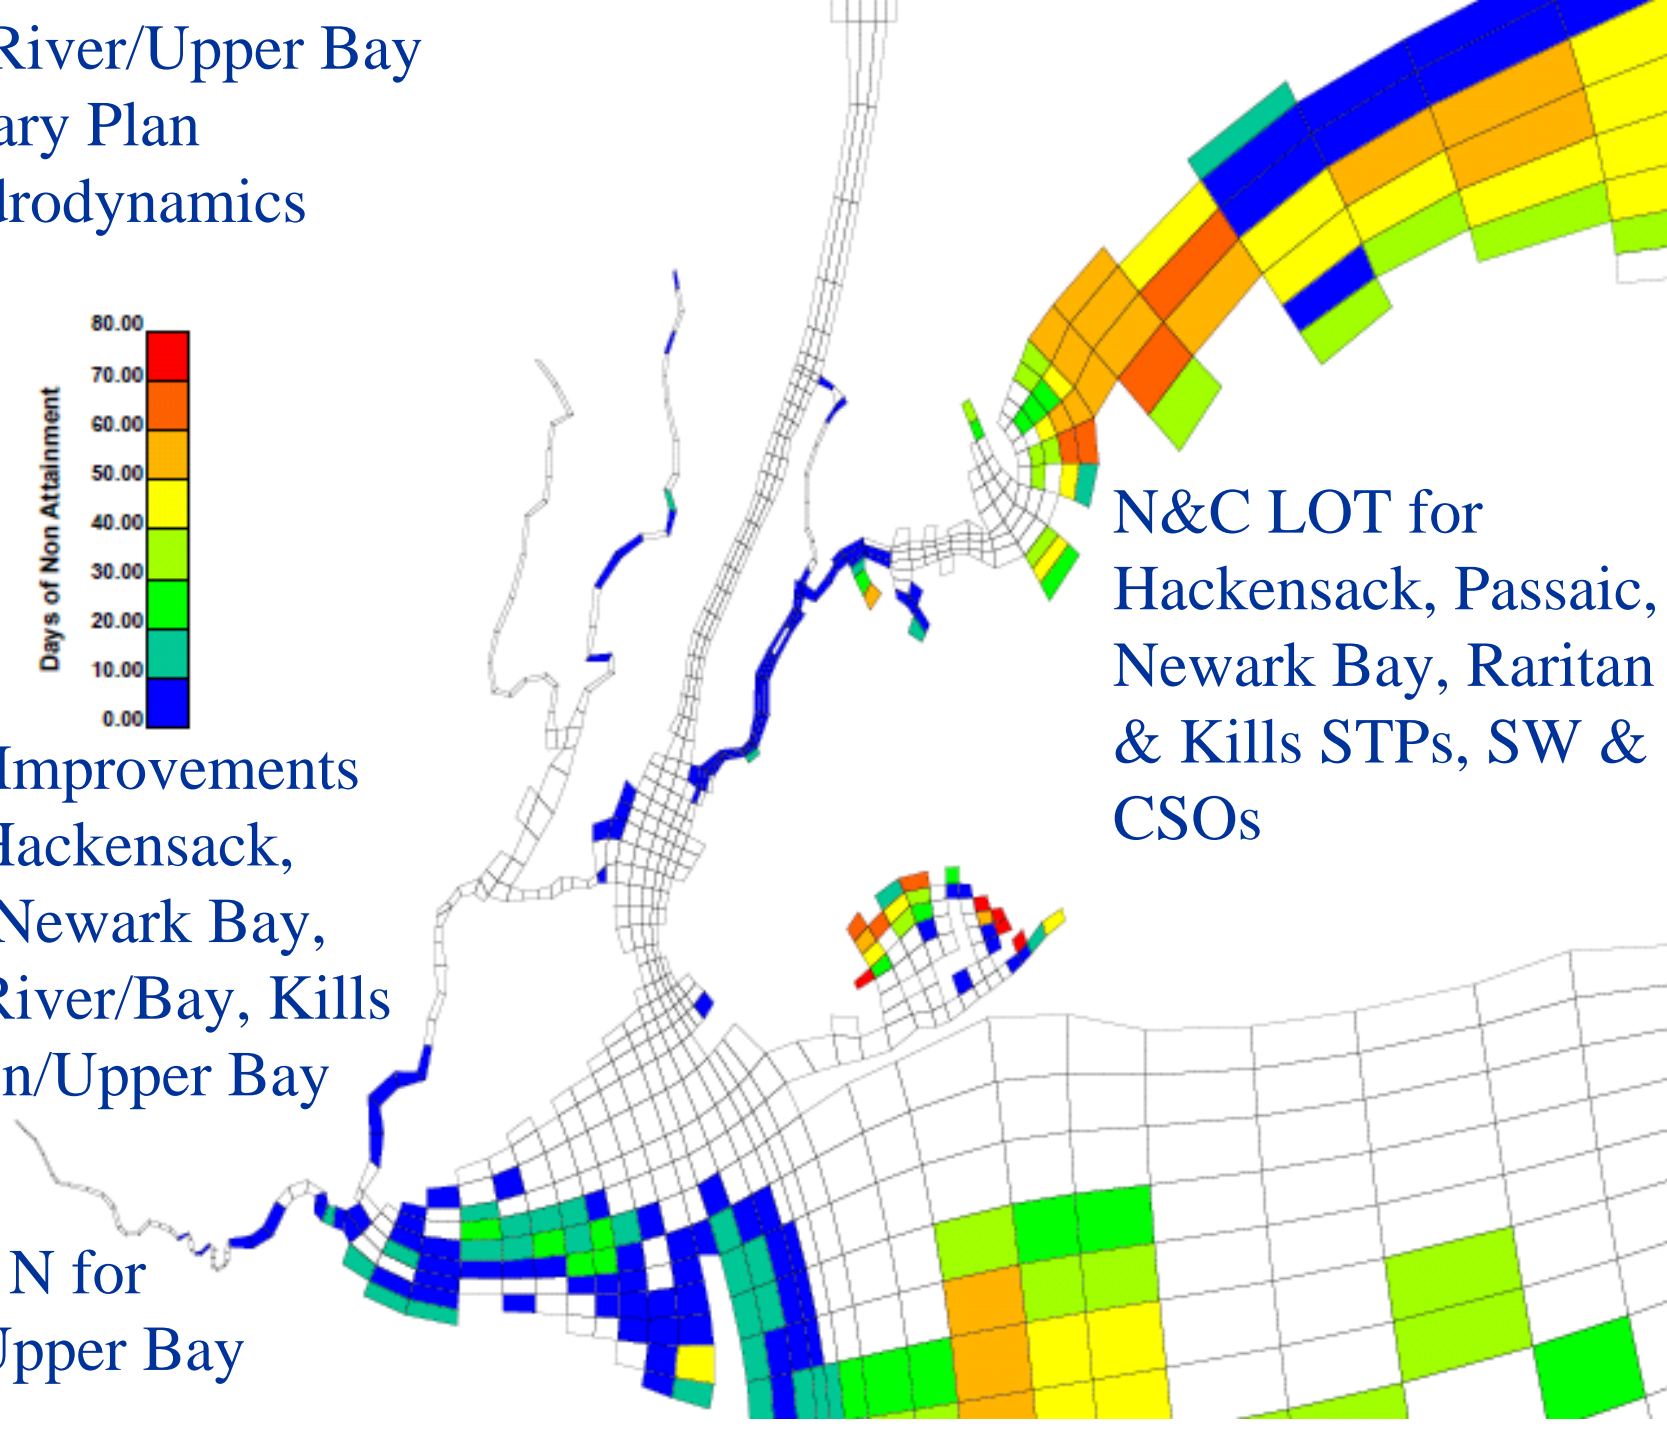 River/Upper Bay
ary Plan
drodynamics
80.00
70.00
60.00
50.00
40.00
30.00
20.00
10.00
0.00
Days of Non Attainment
N&C LOT for
Hackensack, Passaic,
Newark Bay, Raritan
& Kills STPs, SW &
CSOs
Improvements
Hackensack,
Newark Bay,
River/Bay, Kills
n/Upper Bay
N for
Upper Bay